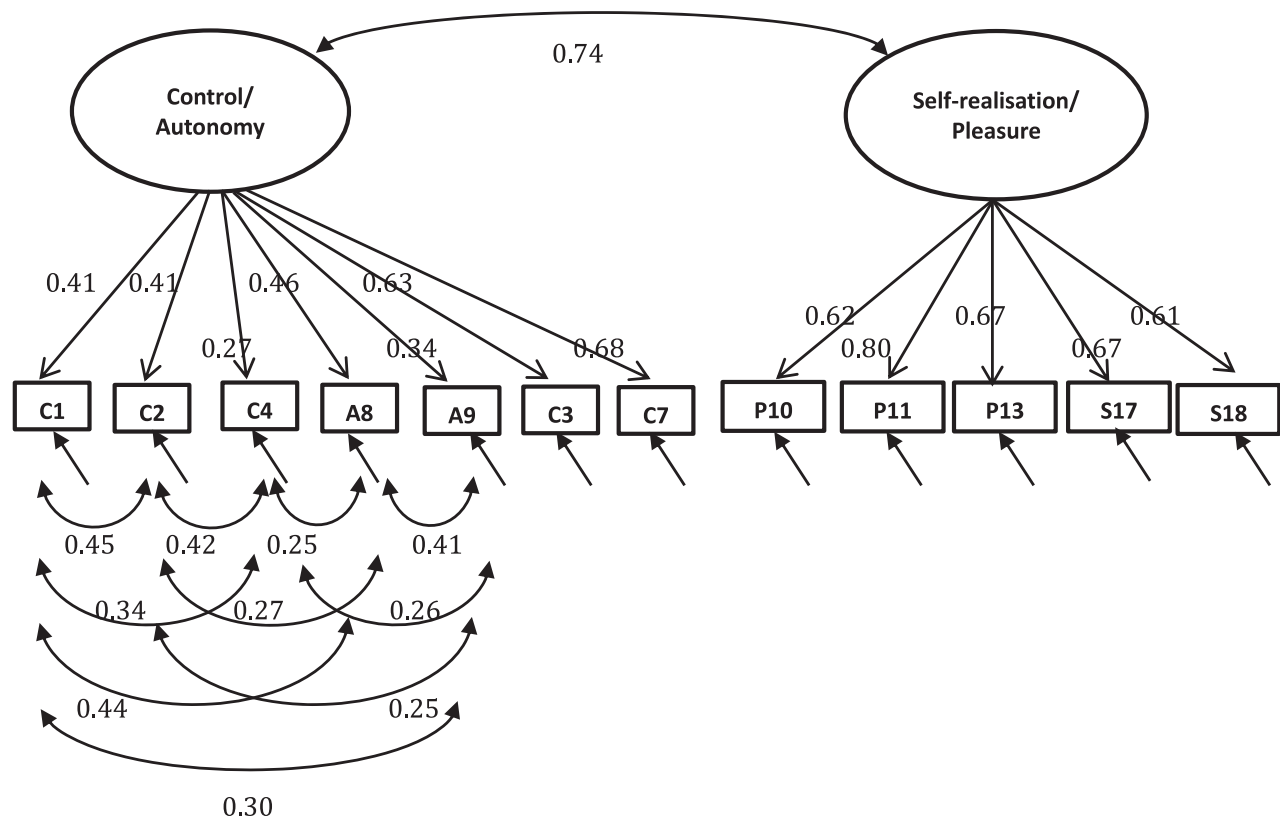 0.74
Control/
Autonomy
Self-realisation/
Pleasure
0.41
0.41
0.46
0.63
0.27
0.34
0.68
0.62
0.67
0.61
0.80
0.67
C1
C2
C4
A8
A9
C3
C7
P10
P11
P13
S17
S18
0.45
0.42
0.25
0.41
0.34
0.27
0.26
0.44
0.25
0.30